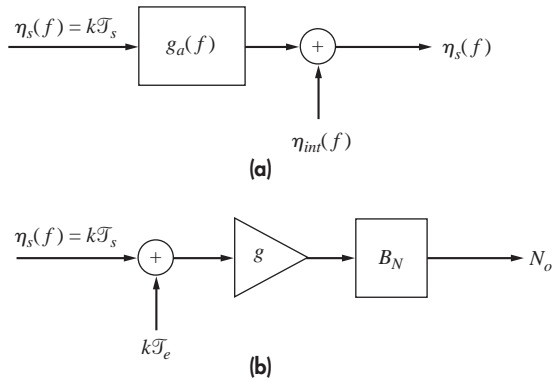 η_s(f) = k𝒯_s
g_a(f)
+
η_s(f)
η_int(f)
(a)
η_s(f) = k𝒯_s
+
g
B_N
N_o
k𝒯_e
(b)